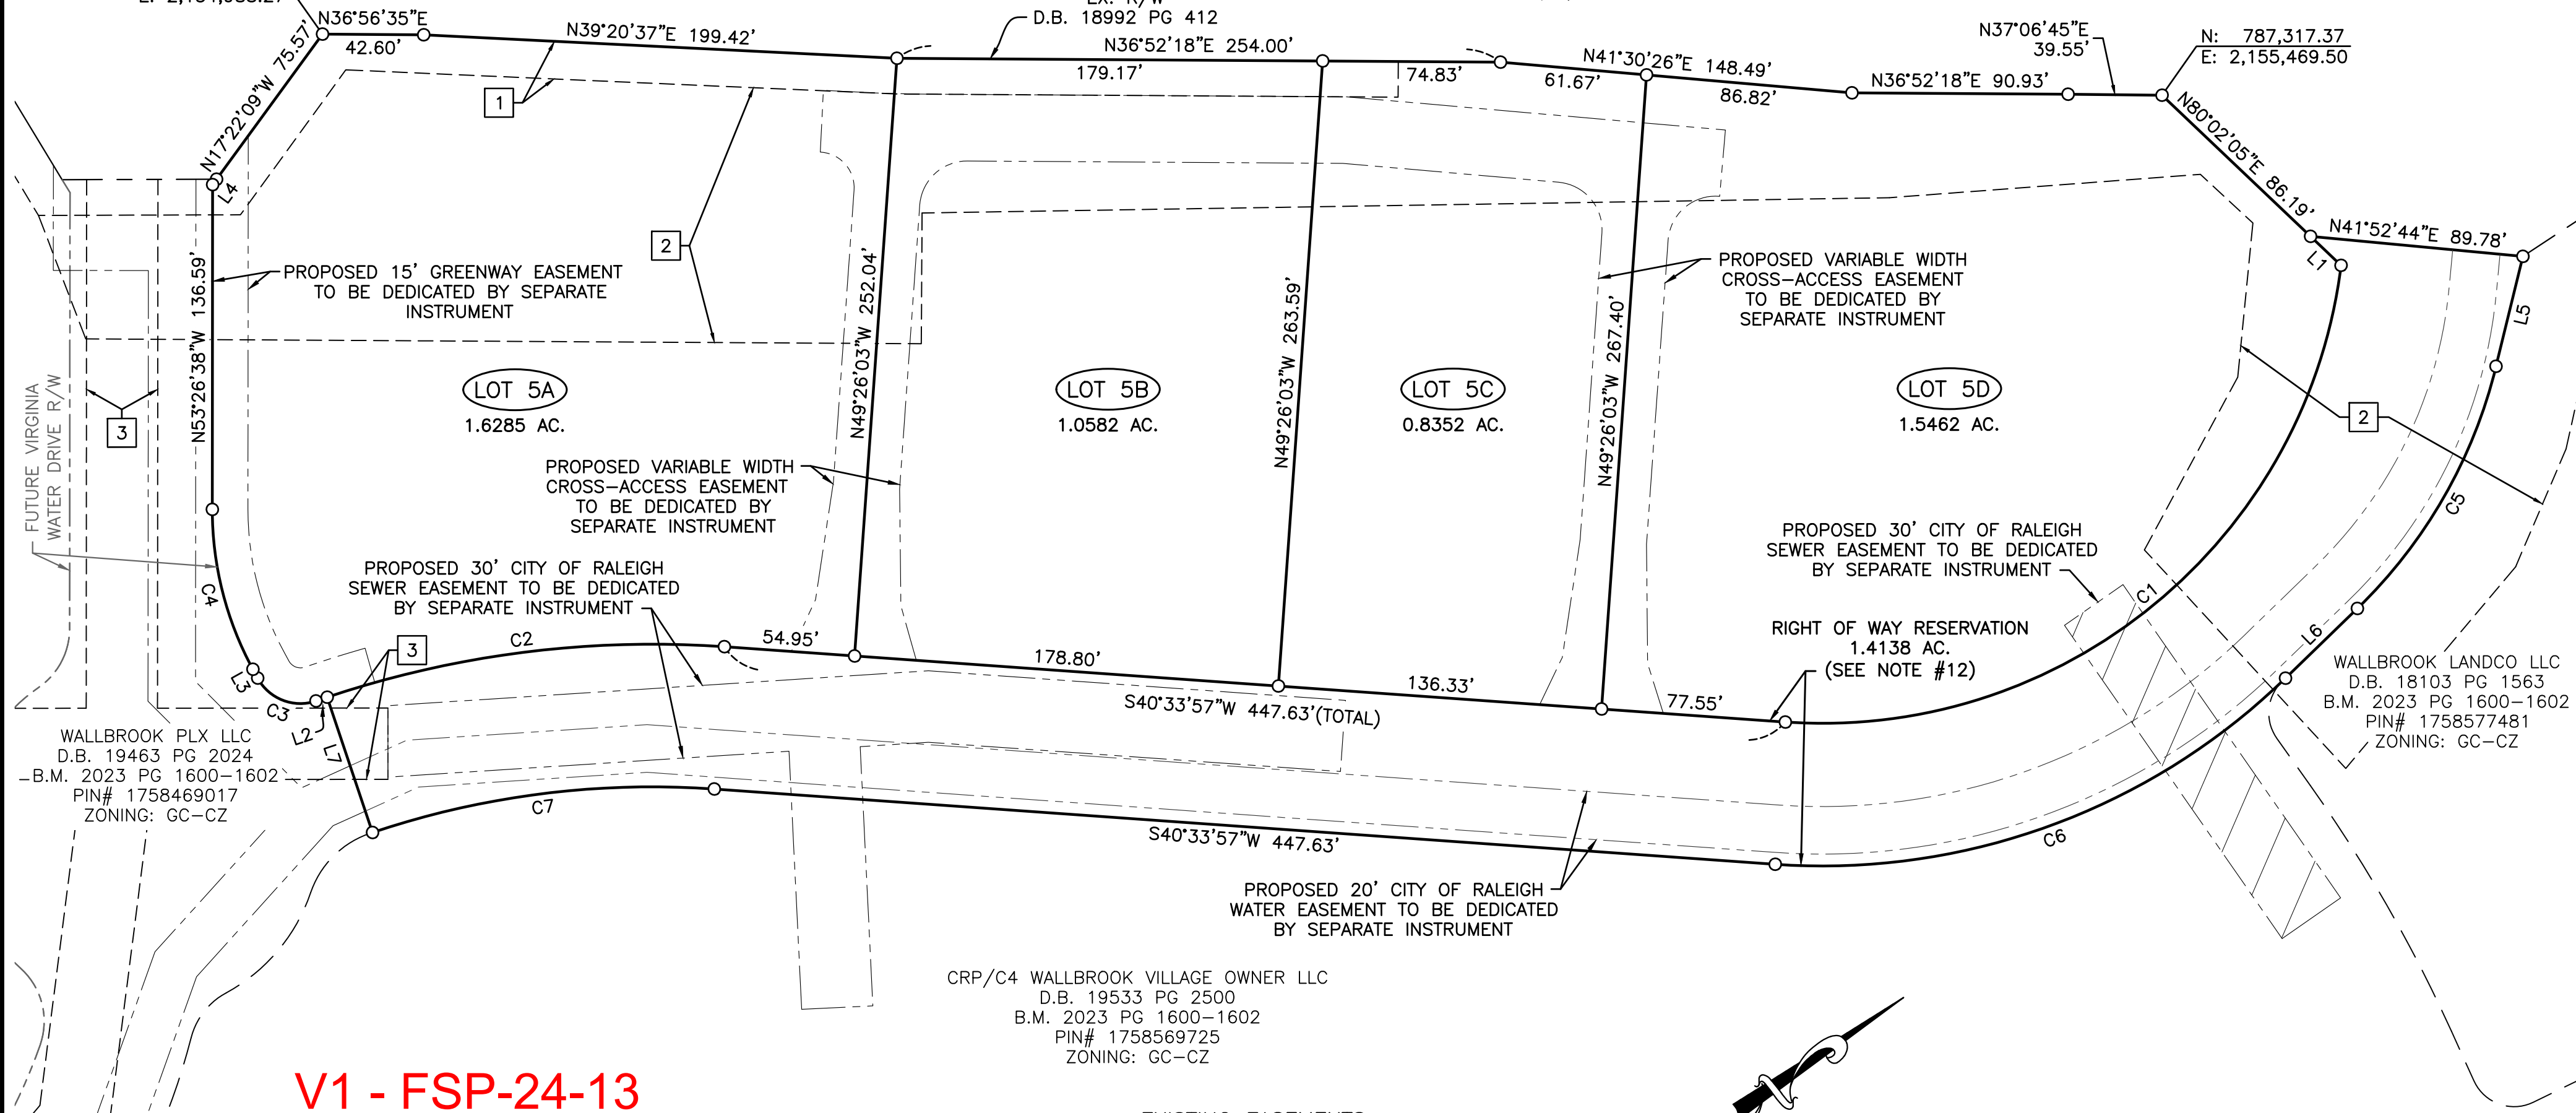 N36°56'35"E
42.60'
N39°20'37"E 199.42'
D.B. 18992 PG 412
N36°52'18"E 254.00'
179.17'
74.83'
N41°30'26"E 148.49'
61.67'
86.82'
N36°52'18"E 90.93'
N37°06'45"E
39.55'
N: 787,317.37
E: 2,155,469.50
N17°22'09"W 75.57'
L4
1
2
N80°02'05"E 86.19'
N41°52'44"E 89.78'
L1
L5
PROPOSED 15' GREENWAY EASEMENT
TO BE DEDICATED BY SEPARATE
INSTRUMENT
N53°26'38"W 136.59'
N49°26'03"W 252.04'
N49°26'03"W 263.59'
N49°26'03"W 267.40'
PROPOSED VARIABLE WIDTH
CROSS-ACCESS EASEMENT
TO BE DEDICATED BY
SEPARATE INSTRUMENT
FUTURE VIRGINIA
WATER DRIVE R/W
3
LOT 5A
1.6285 AC.
LOT 5B
1.0582 AC.
LOT 5C
0.8352 AC.
LOT 5D
1.5462 AC.
2
PROPOSED VARIABLE WIDTH
CROSS-ACCESS EASEMENT
TO BE DEDICATED BY
SEPARATE INSTRUMENT
C5
PROPOSED 30' CITY OF RALEIGH
SEWER EASEMENT TO BE DEDICATED
BY SEPARATE INSTRUMENT
PROPOSED 30' CITY OF RALEIGH
SEWER EASEMENT TO BE DEDICATED
BY SEPARATE INSTRUMENT
C4
C1
C2
54.95'
178.80'
136.33'
77.55'
RIGHT OF WAY RESERVATION
1.4138 AC.
(SEE NOTE #12)
L6
3
L3
C3
L2
L7
S40°33'57"W 447.63'(TOTAL)
WALLBROOK LANDCO LLC
D.B. 18103 PG 1563
B.M. 2023 PG 1600-1602
PIN# 1758577481
ZONING: GC-CZ
WALLBROOK PLX LLC
D.B. 19463 PG 2024
B.M. 2023 PG 1600-1602
PIN# 1758469017
ZONING: GC-CZ
C7
S40°33'57"W 447.63'
C6
PROPOSED 20' CITY OF RALEIGH
WATER EASEMENT TO BE DEDICATED
BY SEPARATE INSTRUMENT
CRP/C4 WALLBROOK VILLAGE OWNER LLC
D.B. 19533 PG 2500
B.M. 2023 PG 1600-1602
PIN# 1758569725
ZONING: GC-CZ
V1 - FSP-24-13